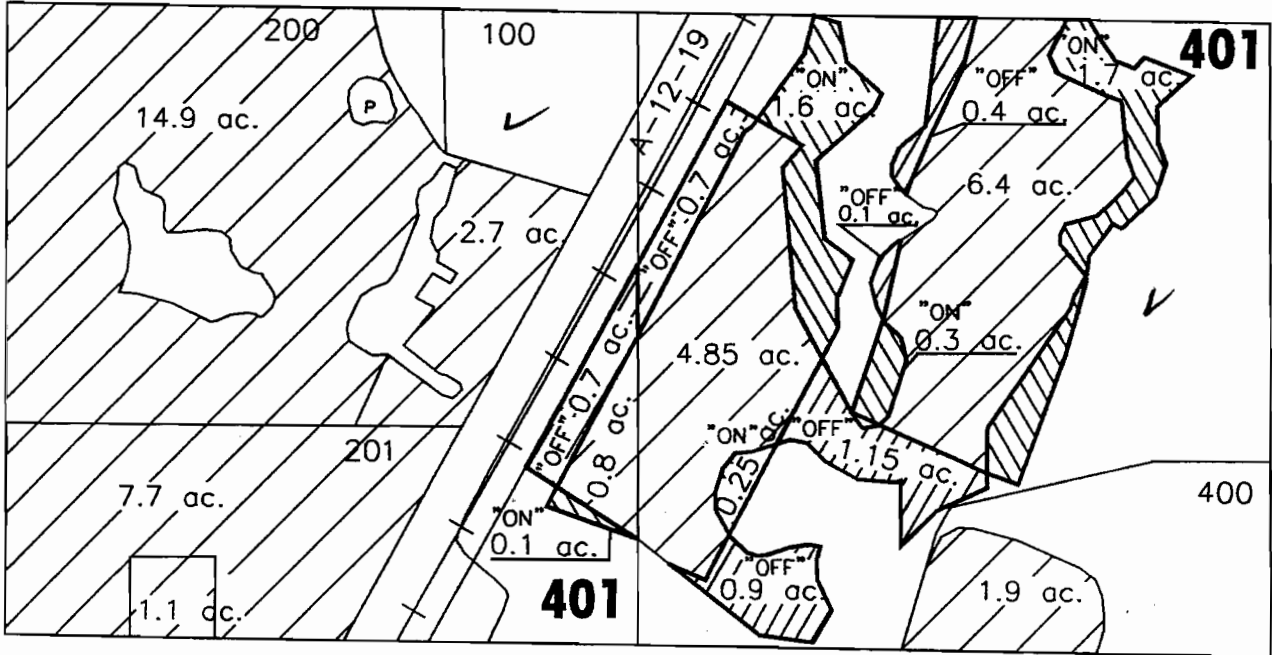 200
100
A-12-19
"ON"
1.6 ac.
"OFF"
0.4 ac.
"ON"
1.7 ac.
401
14.9 ac.
P
2.7 ac.
"OFF" 0.7 ac.
"OFF"
0.1 ac.
6.4 ac.
"OFF" 0.7 ac.
4.85 ac.
"ON"
0.3 ac.
201
7.7 ac.
0.8 ac.
"ON"
0.25 ac.
"OFF"
1.15 ac.
400
"ON"
0.1 ac.
401
1.1 ac.
"OFF"
0.9 ac.
1.9 ac.